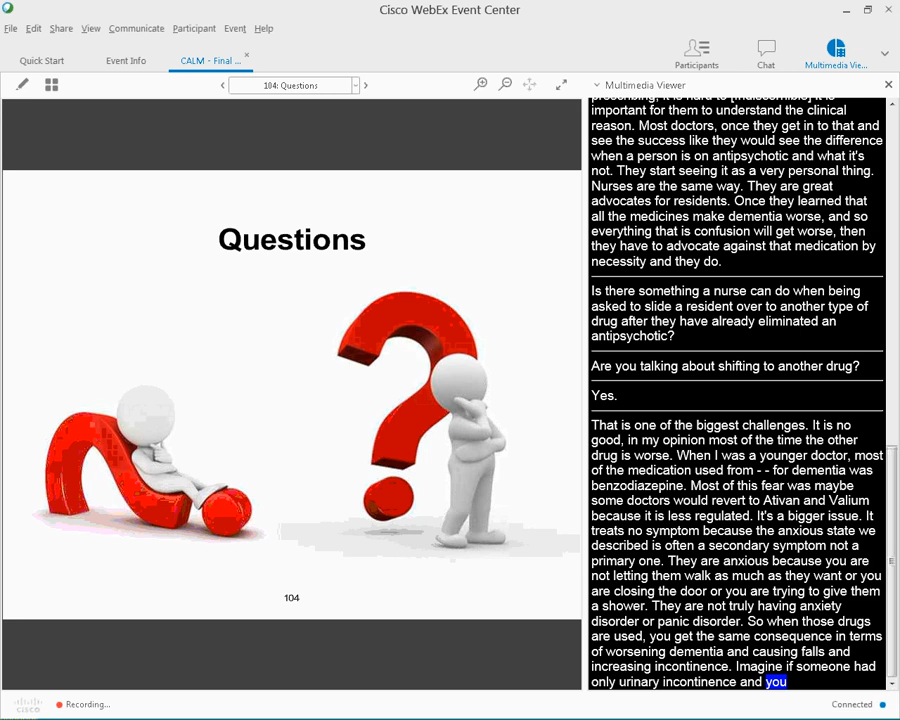 Cisco WebEx Event Center
File Edit Share View Communicate Participant Event Help
Quick Start Event Info CALM - Final ... Participants Chat Multimedia Vie...
104: Questions
Multimedia Viewer
Questions
104
important for them to understand the clinical
reason. Most doctors, once they get in to that and
see the success like they would see the difference
when a person is on antipsychotic and what it's
not. They start seeing it as a very personal thing.
Nurses are the same way. They are great
advocates for residents. Once they learned that
all the medicines make dementia worse, and so
everything that is confusion will get worse, then
they have to advocate against that medication by
necessity and they do.
Is there something a nurse can do when being
asked to slide a resident over to another type of
drug after they have already eliminated an
antipsychotic?
Are you talking about shifting to another drug?
Yes.
That is one of the biggest challenges. It is no
good, in my opinion most of the time the other
drug is worse. When I was a younger doctor, most
of the medication used from - - for dementia was
benzodiazepine. Most of this fear was maybe
some doctors would revert to Ativan and Valium
because it is less regulated. It's a bigger issue. It
treats no symptom because the anxious state we
described is often a secondary symptom not a
primary one. They are anxious because you are
not letting them walk as much as they want or you
are closing the door or you are trying to give them
a shower. They are not truly having anxiety
disorder or panic disorder. So when those drugs
are used, you get the same consequence in terms
of worsening dementia and causing falls and
increasing incontinence. Imagine if someone had
only urinary incontinence and you
cisco Recording... Connected